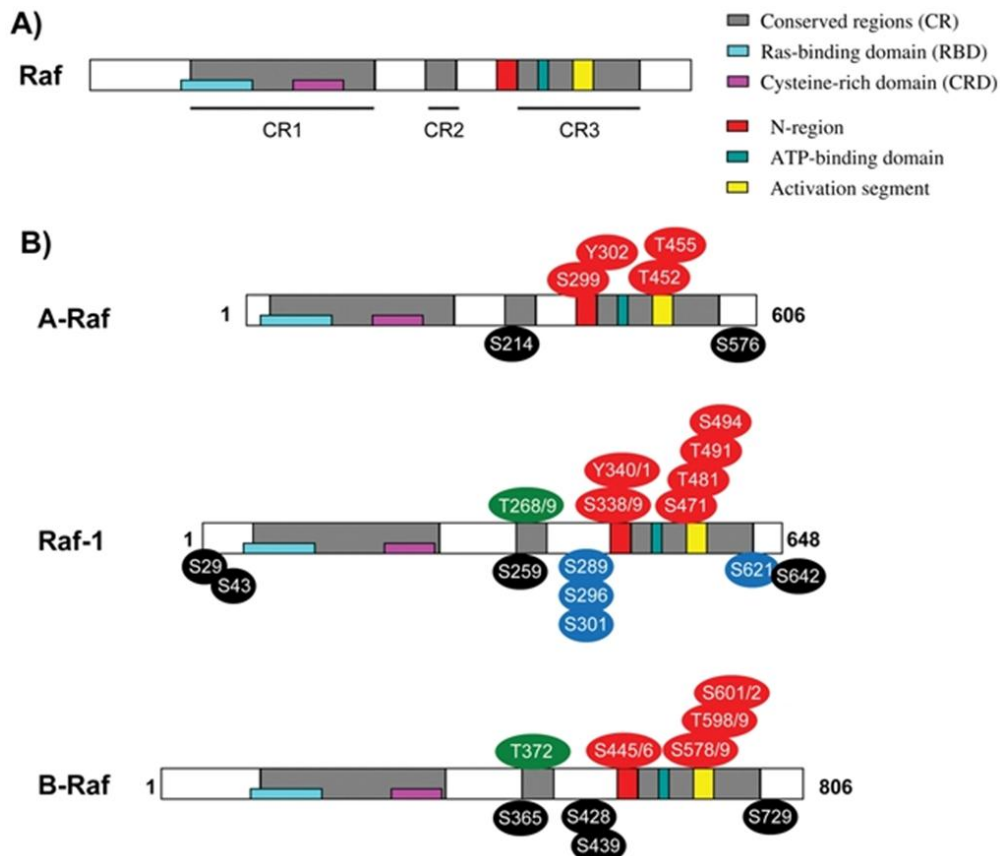 A)
Raf
CR1
CR2
CR3
Conserved regions (CR)
Ras-binding domain (RBD)
Cysteine-rich domain (CRD)
N-region
ATP-binding domain
Activation segment
B)
A-Raf
1
S299
Y302
T452
T455
606
S214
S576
Raf-1
1
T268/9
Y340/1
S338/9
S494
T491
T481
S471
648
S29
S43
S259
S289
S296
S301
S621
S642
B-Raf
1
T372
S445/6
S601/2
T598/9
S578/9
806
S365
S428
S439
S729